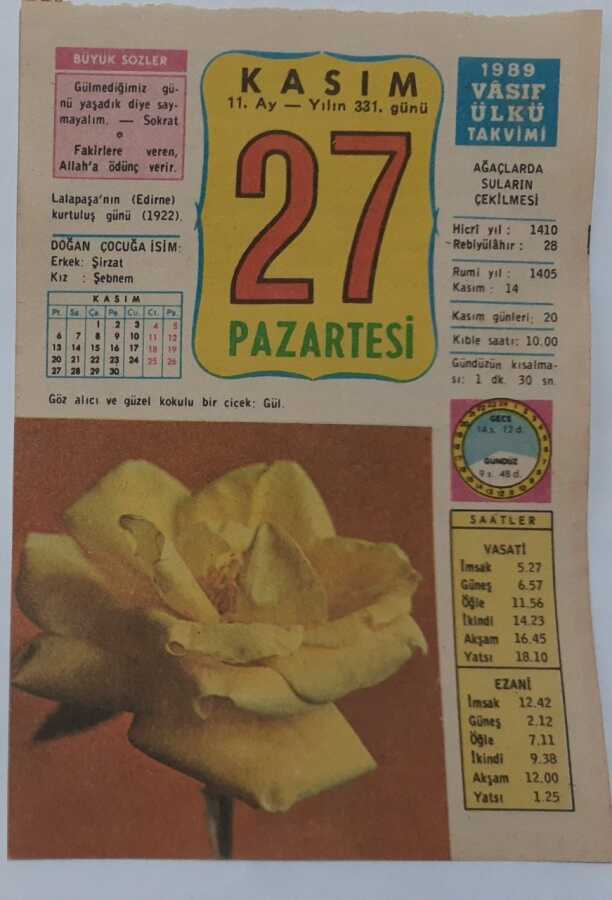 BÜYÜK SÖZLER
Gülmediğimiz gü-
nü yaşadık diye say-
mayalım. — Sokrat
Fakirlere veren,
Allah'a ödünç verir.
Lalapaşa'nın (Edirne)
kurtuluş günü (1922).
DOĞAN ÇOCUĞA İSİM:
Erkek: Şirzat
Kız : Şebnem
KASIM
Pt. Sa. Ça. Pe. Cu. Ct. Pa.
1 2 3 4 5
6 7 8 9 10 11 12
13 14 15 16 17 18 19
20 21 22 23 24 25 26
27 28 29 30
KASIM
11. Ay — Yılın 331. günü
27
PAZARTESİ
1989
VÂSIF
ÜLKÜ
TAKVİMİ
AĞAÇLARDA
SULARIN
ÇEKİLMESİ
Hicrî yıl : 1410
Rebiyülâhır : 28
Rumi yıl : 1405
Kasım : 14
Kasım günleri: 20
Kıble saatı: 10.00
Gündüzün kısalma-
sı: 1 dk. 30 sn.
Göz alıcı ve güzel kokulu bir cicek: Gül.
GECE
14 s. 12 d.
GÜNDÜZ
9 s. 48 d.
SAATLER
VASATİ
İmsak 5.27
Güneş 6.57
Öğle 11.56
İkindi 14.23
Akşam 16.45
Yatsı 18.10
EZANİ
İmsak 12.42
Güneş 2.12
Öğle 7.11
İkindi 9.38
Akşam 12.00
Yatsı 1.25